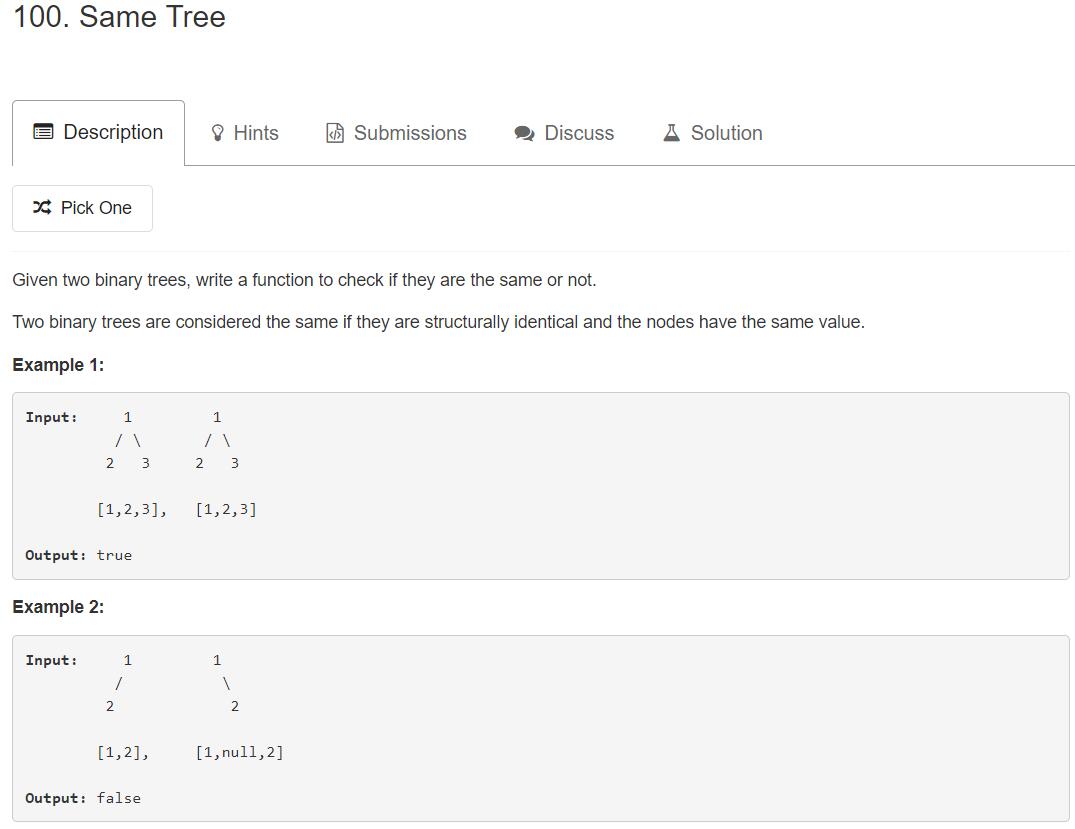 100. Same Tree
Description Hints Submissions Discuss Solution
Pick One
Given two binary trees, write a function to check if they are the same or not.
Two binary trees are considered the same if they are structurally identical and the nodes have the same value.
Example 1:
Input:     1         1
          / \       / \
         2   3     2   3
        [1,2,3],   [1,2,3]
Output: true
Example 2:
Input:     1         1
          /           \
         2             2
        [1,2],     [1,null,2]
Output: false